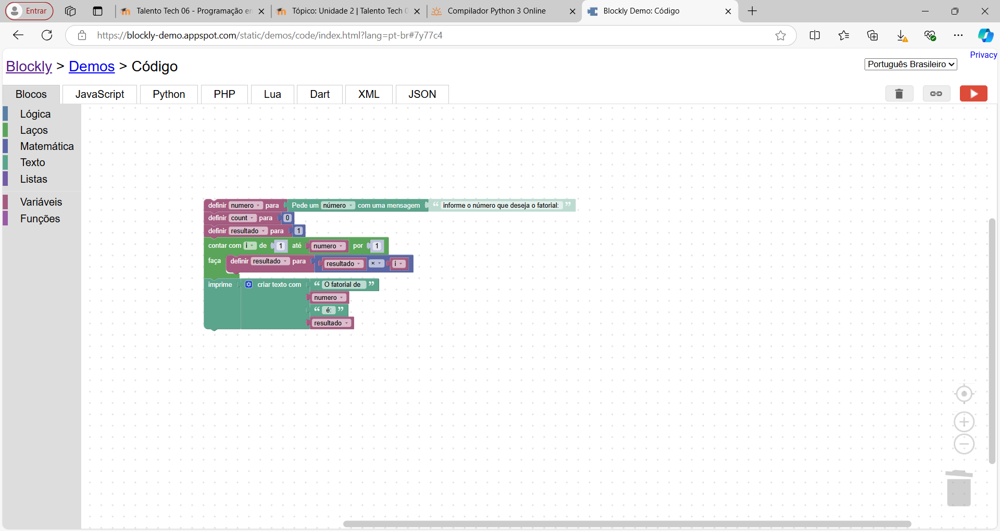 Entrar
Talento Tech 06 - Programação en
Tópico: Unidade 2 | Talento Tech
Compilador Python 3 Online
Blockly Demo: Código
https://blockly-demo.appspot.com/static/demos/code/index.html?lang=pt-br#7y77c4
Privacy
Blockly > Demos > Código
Português Brasileiro
Blocos JavaScript Python PHP Lua Dart XML JSON
Lógica
Laços
Matemática
Texto
Listas
Variáveis
Funções
definir numero para Pede um número com uma mensagem “ informe o número que deseja o fatorial: ”
definir count para 0
definir resultado para 1
contar com i de 1 até numero por 1
faça definir resultado para resultado × i
imprime criar texto com “ O fatorial de ”
numero
“ é: ”
resultado